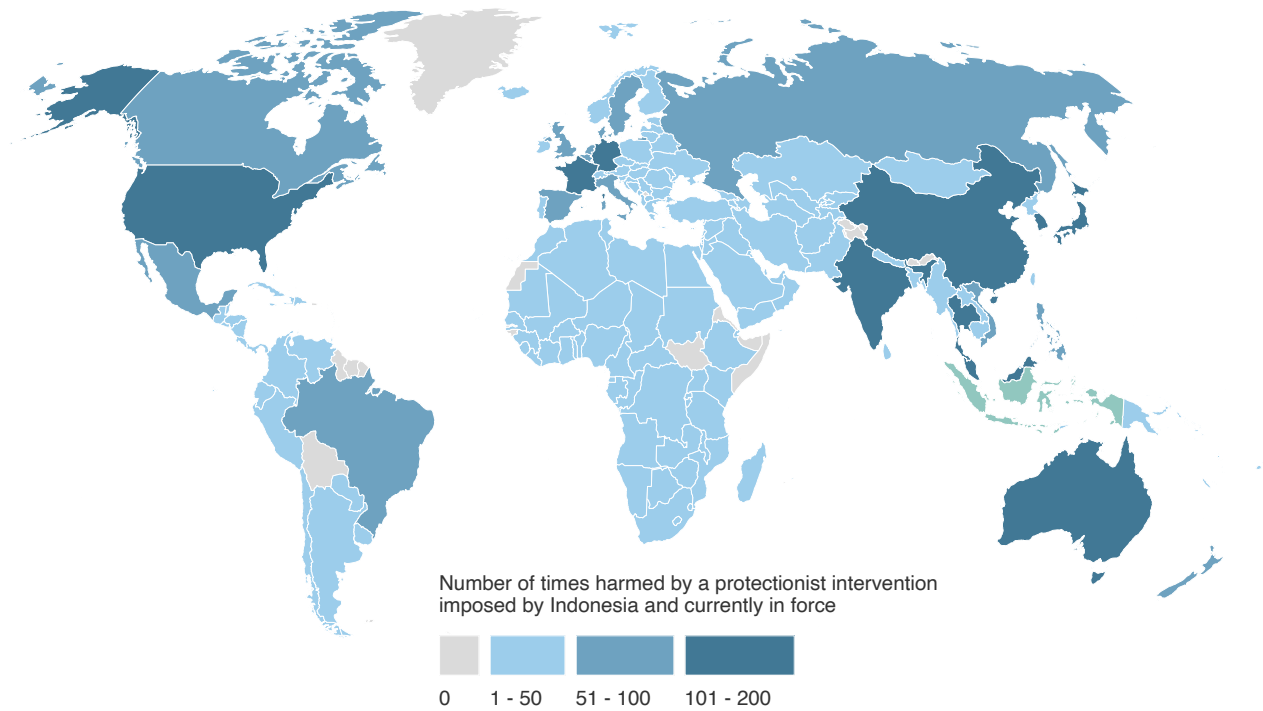 Number of times harmed by a protectionist intervention
imposed by Indonesia and currently in force
0 1 - 50 51 - 100 101 - 200